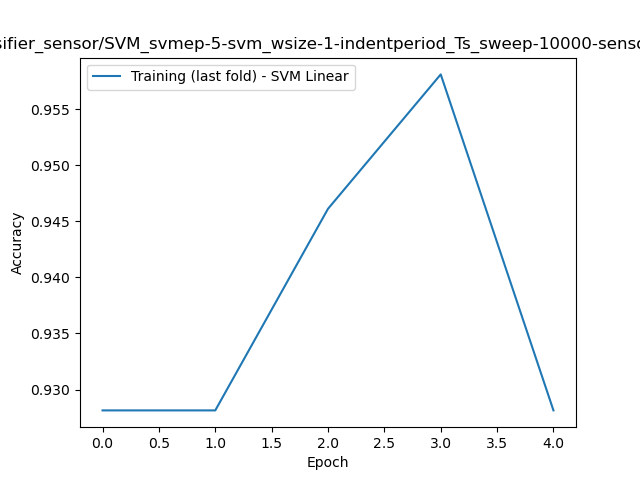 sifier_sensor/SVM_svmep-5-svm_wsize-1-indentperiod_Ts_sweep-10000-senso
Training (last fold) - SVM Linear
0.955
0.950
0.945
0.940
0.935
0.930
Accuracy
0.0 0.5 1.0 1.5 2.0 2.5 3.0 3.5 4.0
Epoch